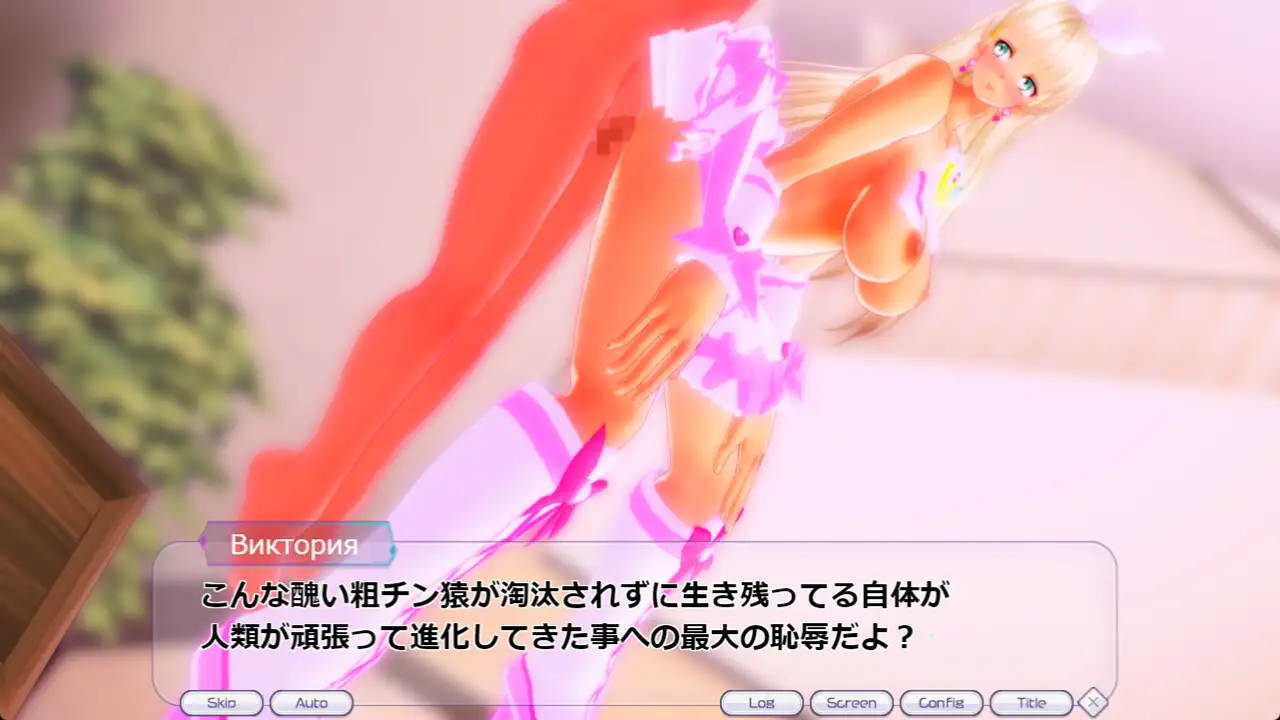 Виктория
こんな醜い粗チン猿が淘汰されずに生き残ってる自体が
人類が頑張って進化してきた事への最大の恥辱だよ？
Skip
Auto
Log
Screen
Config
Title